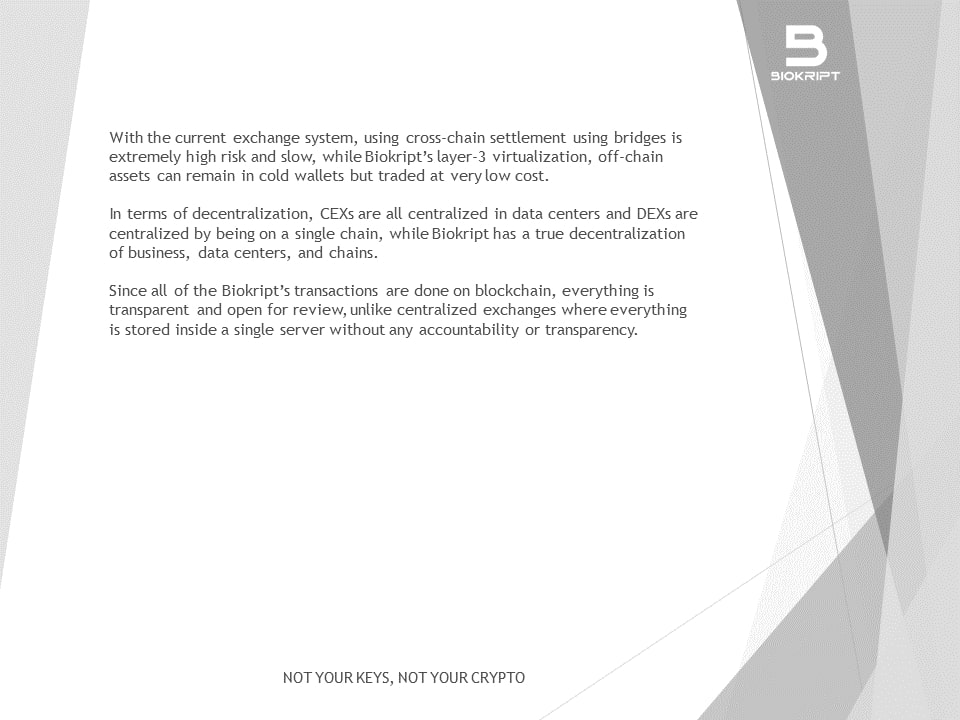 BIOKRIPT
With the current exchange system, using cross-chain settlement using bridges is
extremely high risk and slow, while Biokript’s layer-3 virtualization, off-chain
assets can remain in cold wallets but traded at very low cost.
In terms of decentralization, CEXs are all centralized in data centers and DEXs are
centralized by being on a single chain, while Biokript has a true decentralization
of business, data centers, and chains.
Since all of the Biokript’s transactions are done on blockchain, everything is
transparent and open for review, unlike centralized exchanges where everything
is stored inside a single server without any accountability or transparency.
NOT YOUR KEYS, NOT YOUR CRYPTO